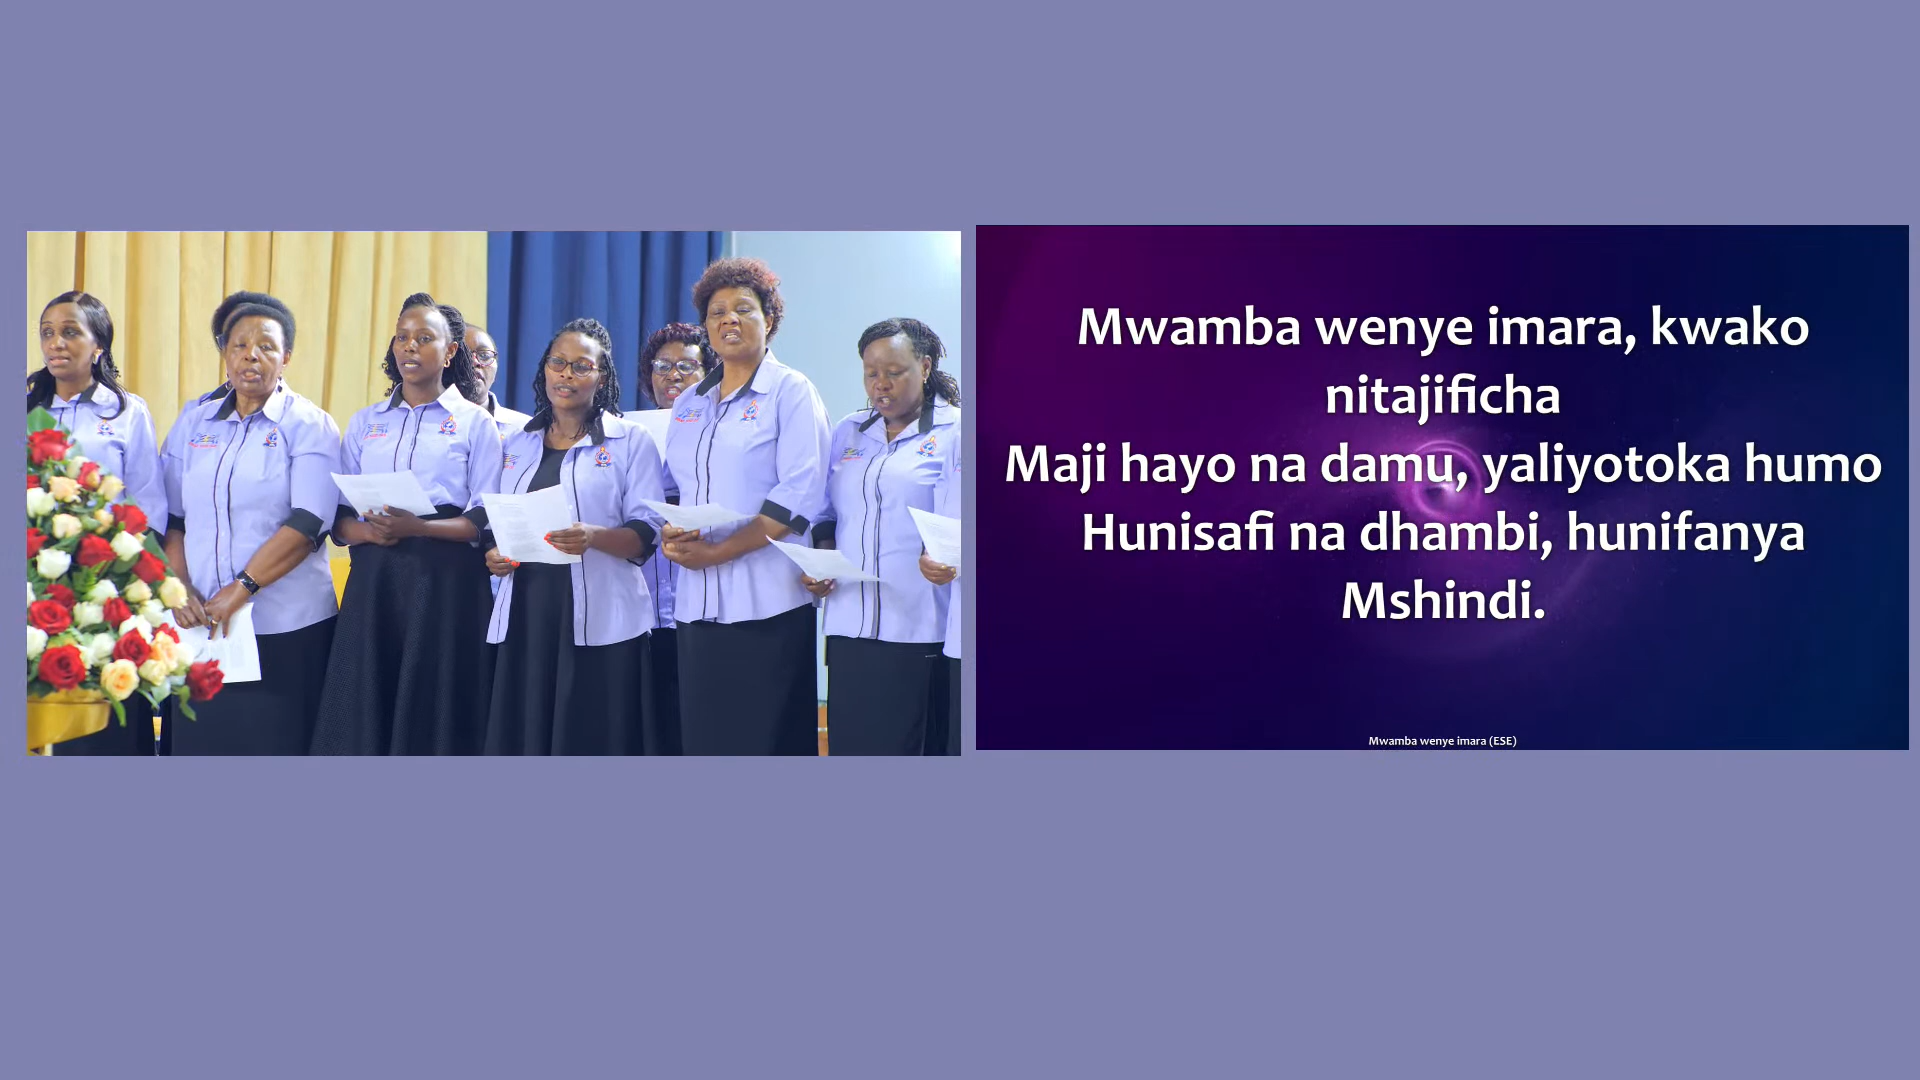 Mwamba wenye imara, kwako
nitajificha
Maji hayo na damu, yaliyotoka humo
Hunisafi na dhambi, hunifanya
Mshindi.
Mwamba wenye imara (ESE)